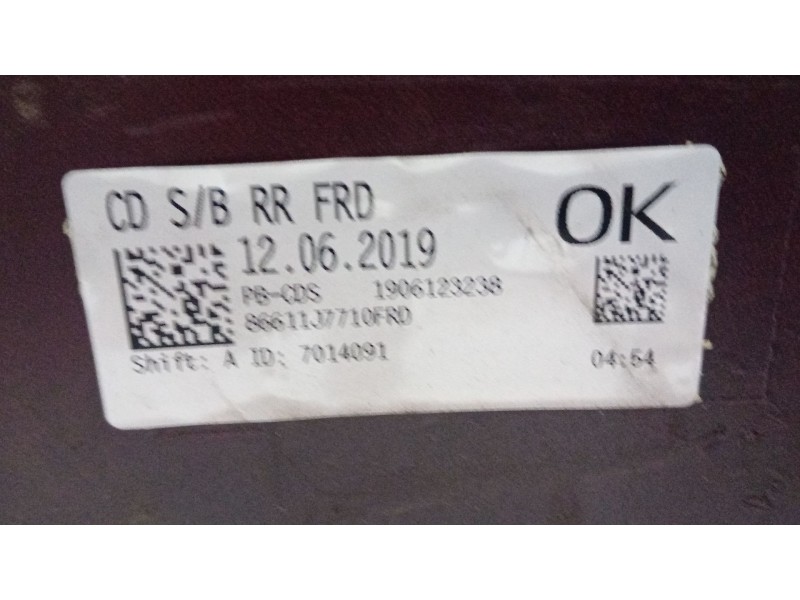 CD S/B RR FRD
OK
12.06.2019
PB-CDS 1906123238
86611J7710FRD
Shift: A ID: 7014091
04:54